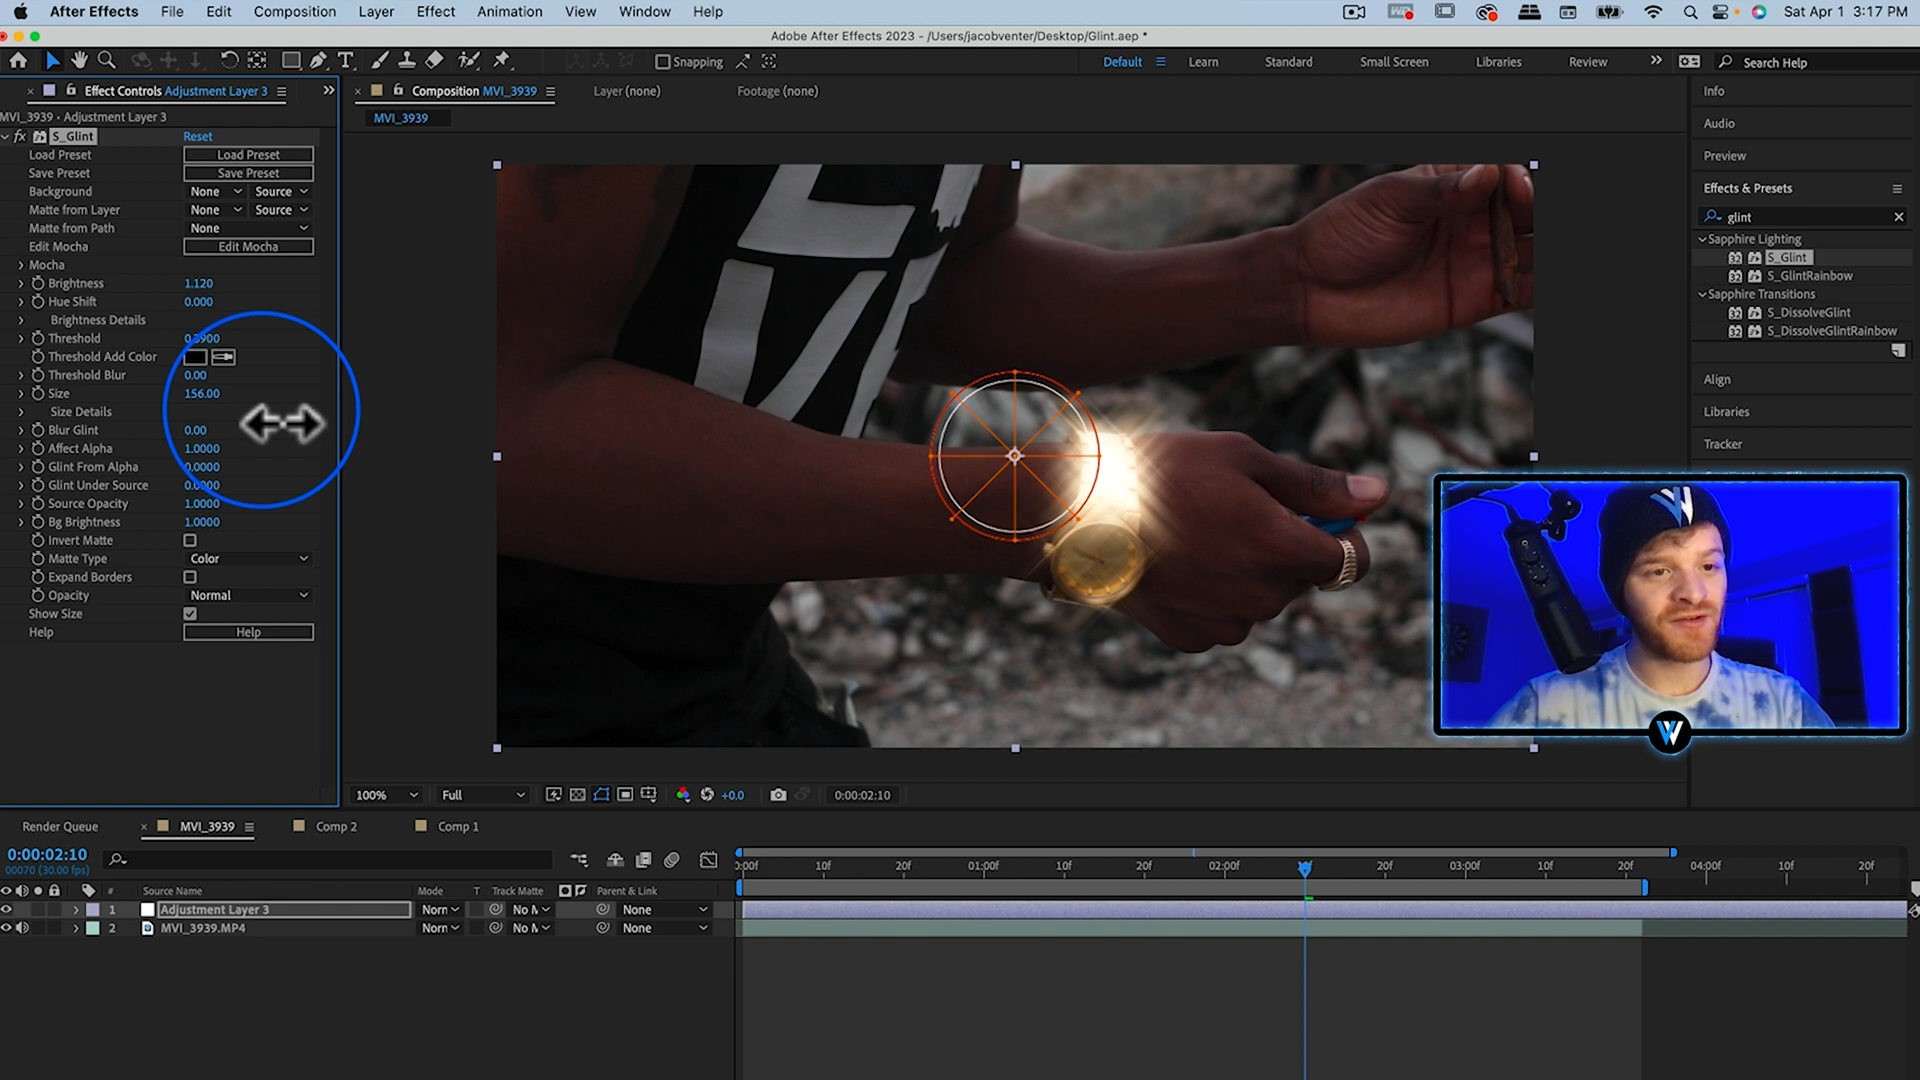 After Effects File Edit Composition Layer Effect Animation View Window Help Sat Apr 1 3:17 PM
Adobe After Effects 2023 - /Users/jacobventer/Desktop/Glint.aep *
Snapping Default Learn Standard Small Screen Libraries Review Search Help
Effect Controls Adjustment Layer 3
Composition MVI_3939 Layer (none) Footage (none)
MVI_3939 • Adjustment Layer 3
MVI_3939
fx S_Glint Reset
Load Preset Load Preset
Save Preset Save Preset
Background None Source
Matte from Layer None Source
Matte from Path None
Edit Mocha Edit Mocha
Mocha
Brightness 1.120
Hue Shift 0.000
Brightness Details
Threshold
Threshold Add Color
Threshold Blur 0.00
Size 156.00
Size Details
Blur Glint 0.00
Affect Alpha 1.0000
Glint From Alpha 0.0000
Glint Under Source 0.0000
Source Opacity 1.0000
Bg Brightness 1.0000
Invert Matte
Matte Type Color
Expand Borders
Opacity Normal
Show Size
Help Help
Info
Audio
Preview
Effects & Presets
glint
Sapphire Lighting
S_Glint
S_GlintRainbow
Sapphire Transitions
S_DissolveGlint
S_DissolveGlintRainbow
Align
Libraries
Tracker
100% Full +0.0 0:00:02:10
Render Queue MVI_3939 Comp 2 Comp 1
0:00:02:10
00070 (30.00 fps)
:00f 10f 20f 01:00f 10f 20f 02:00f 20f 03:00f 10f 20f 04:00f 10f 20f
# Source Name Mode T Track Matte Parent & Link
1 Adjustment Layer 3 Norn No M None
2 MVI_3939.MP4 Norn No M None